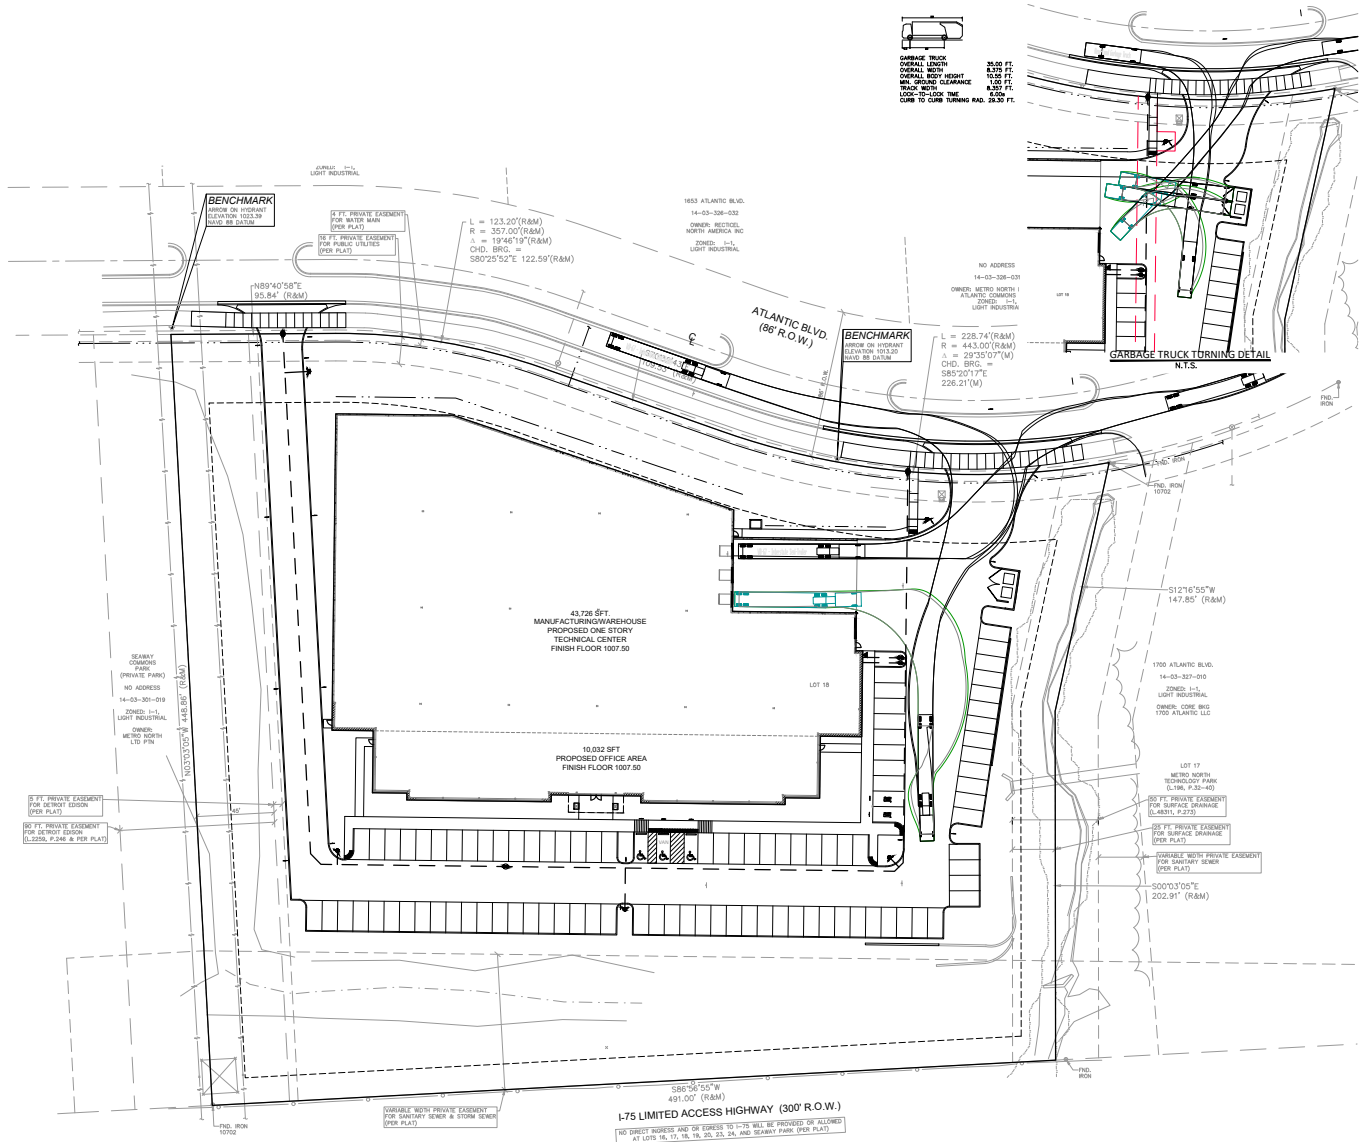 GARBAGE TRUCK
OVERALL LENGTH 35.00 FT.
OVERALL WIDTH 8.375 FT.
OVERALL BODY HEIGHT 10.55 FT.
MIN. GROUND CLEARANCE 1.00 FT.
TRACK WIDTH 8.357 FT.
LOCK-TO-LOCK TIME 6.00s
CURB TO CURB TURNING RAD. 29.30 FT.
LOT 18
GARBAGE TRUCK TURNING DETAIL
N.T.S.
ZONED: I-1,
LIGHT INDUSTRIAL
BENCHMARK
ARROW ON HYDRANT
ELEVATION 1023.39
NAVD 88 DATUM
4 FT. PRIVATE EASEMENT
FOR WATER MAIN
(PER PLAT)
18 FT. PRIVATE EASEMENT
FOR PUBLIC UTILITIES
(PER PLAT)
L = 123.20'(R&M)
R = 357.00'(R&M)
Δ = 19°46'19"(R&M)
CHD. BRG. =
S80°25'52"E 122.59'(R&M)
1653 ATLANTIC BLVD.
14-03-326-032
OWNER: RECTICEL
NORTH AMERICA INC
ZONED: I-1,
LIGHT INDUSTRIAL
NO ADDRESS
14-03-326-031
OWNER: METRO NORTH
ATLANTIC COMMONS
ZONED: I-1,
LIGHT INDUSTRIA
N89°40'58"E
95.84' (R&M)
ATLANTIC BLVD.
(86' R.O.W.)
BENCHMARK
ARROW ON HYDRANT
ELEVATION 1013.20
NAVD 88 DATUM
L = 228.74'(R&M)
R = 443.00'(R&M)
Δ = 29°35'07"(M)
CHD. BRG. =
S85°20'17"E
226.21'(M)
FND.
IRON
FND. IRON
FND. IRON
10702
S12°16'55"W
147.85' (R&M)
43,726 SFT.
MANUFACTURING/WAREHOUSE
PROPOSED ONE STORY
TECHNICAL CENTER
FINISH FLOOR 1007.50
LOT 18
10,032 SFT
PROPOSED OFFICE AREA
FINISH FLOOR 1007.50
VAN
SEAWAY
COMMONS
PARK
(PRIVATE PARK)
NO ADDRESS
14-03-301-019
ZONED: I-1,
LIGHT INDUSTRIAL
OWNER:
METRO NORTH
LTD PTN
N03°03'05"W 448.86' (R&M)
45'
1700 ATLANTIC BLVD.
14-03-327-010
ZONED: I-1,
LIGHT INDUSTRIAL
OWNER: CORE BKG
1700 ATLANTIC LLC
LOT 17
METRO NORTH
TECHNOLOGY PARK
(L.196, P.32-40)
50 FT. PRIVATE EASEMENT
FOR SURFACE DRAINAGE
(L.48311, P.273)
25 FT. PRIVATE EASEMENT
FOR SURFACE DRAINAGE
(PER PLAT)
VARIABLE WIDTH PRIVATE EASEMENT
FOR SANITARY SEWER
(PER PLAT)
S00°03'05"E
202.91' (R&M)
5 FT. PRIVATE EASEMENT
FOR DETROIT EDISON
(PER PLAT)
90 FT. PRIVATE EASEMENT
FOR DETROIT EDISON
(L.2259, P.246 & PER PLAT)
FND.
IRON
S86°56'55"W
491.00' (R&M)
I-75 LIMITED ACCESS HIGHWAY (300' R.O.W.)
NO DIRECT INGRESS AND OR EGRESS TO I-75 WILL BE PROVIDED OR ALLOWED
AT LOTS 16, 17, 18, 19, 20, 23, 24, AND SEAWAY PARK (PER PLAT)
VARIABLE WIDTH PRIVATE EASEMENT
FOR SANITARY SEWER & STORM SEWER
(PER PLAT)
FND. IRON
10702